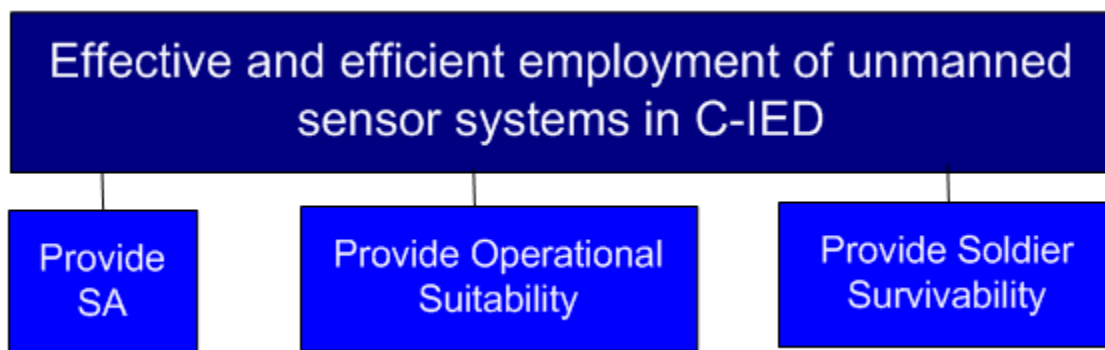 Effective and efficient employment of unmanned
sensor systems in C-IED
Provide
SA
Provide Operational
Suitability
Provide Soldier
Survivability